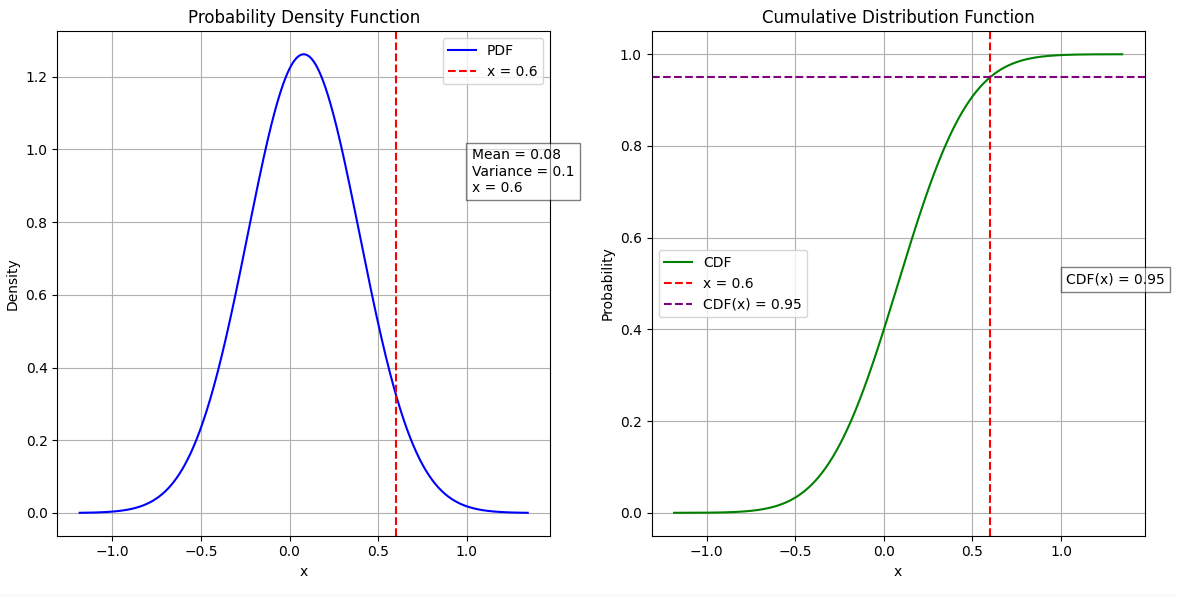 Probability Density Function
PDF
x = 0.6
Mean = 0.08
Variance = 0.1
x = 0.6
Density
1.2
1.0
0.8
0.6
0.4
0.2
0.0
−1.0 −0.5 0.0 0.5 1.0
x
Cumulative Distribution Function
CDF
x = 0.6
CDF(x) = 0.95
CDF(x) = 0.95
Probability
1.0
0.8
0.6
0.4
0.2
0.0
−1.0 −0.5 0.0 0.5 1.0
x